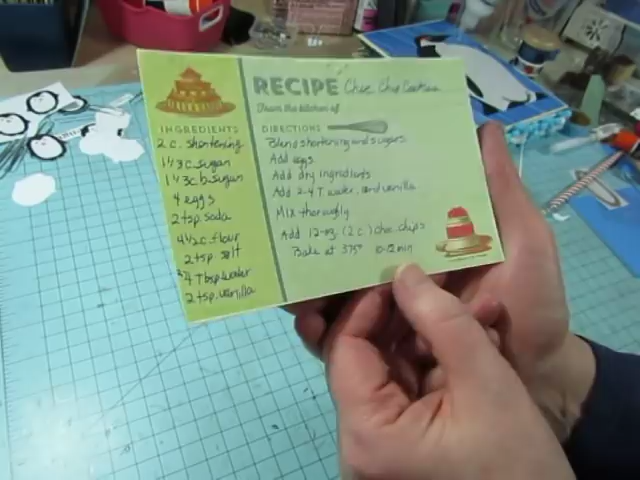 RECIPE Choc Chip Cookies
From the kitchen of
INGREDIENTS
2 c. shortening
1 1/3 c. sugar
1 1/3 c. b. sugar
4 eggs
2 tsp. soda
4 1/2 c. flour
2 tsp. salt
2-4 Tbsp. water
2 tsp. vanilla
DIRECTIONS
Blend shortening and sugars
Add eggs
Add dry ingredients
Add 2-4 T water, and vanilla
Mix thoroughly
Add 12-oz (2 c.) choc chips
Bake at 375° 10-12 min